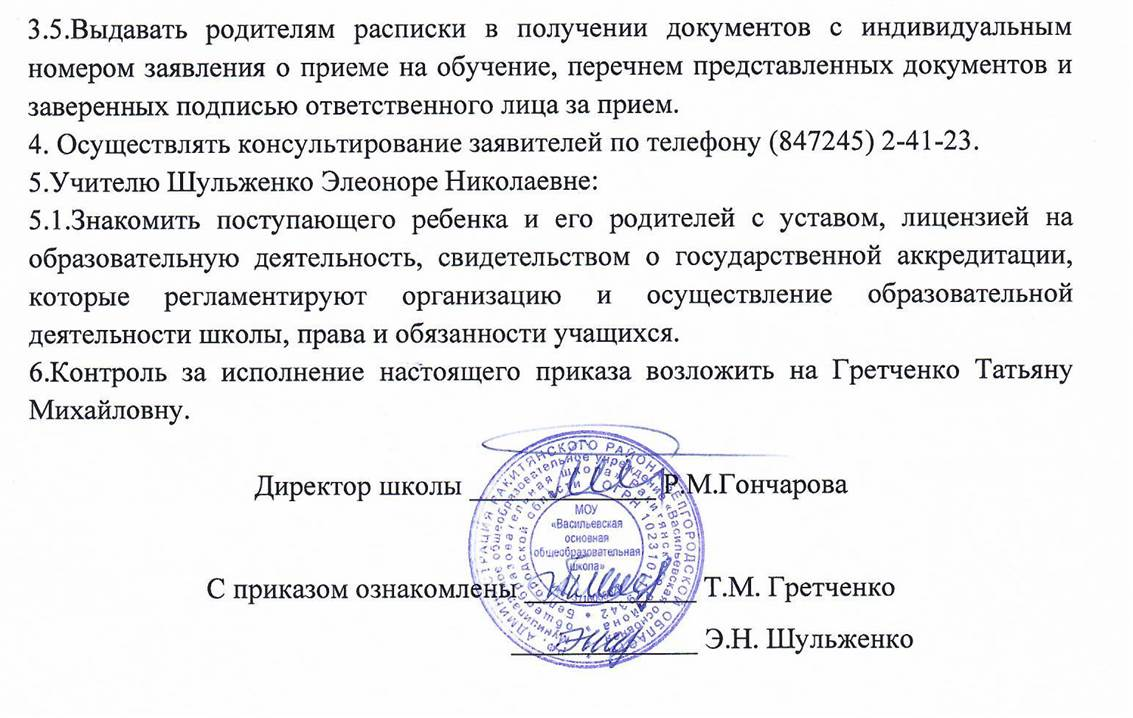 3.5.Выдавать родителям расписки в получении документов с индивидуальным
номером заявления о приеме на обучение, перечнем представленных документов и
заверенных подписью ответственного лица за прием.
4. Осуществлять консультирование заявителей по телефону (847245) 2-41-23.
5.Учителю Шульженко Элеоноре Николаевне:
5.1.Знакомить поступающего ребенка и его родителей с уставом, лицензией на
образовательную деятельность, свидетельством о государственной аккредитации,
которые регламентируют организацию и осуществление образовательной
деятельности школы, права и обязанности учащихся.
6.Контроль за исполнение настоящего приказа возложить на Гретченко Татьяну
Михайловну.
Директор школы Р.М.Гончарова
МОУ
«Васильевская
основная
общеобразовательная
школа»
С приказом ознакомлены Т.М. Гретченко
Э.Н. Шульженко